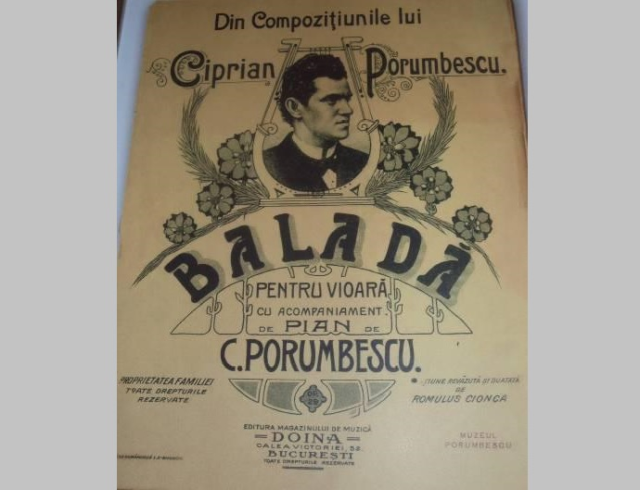 Din Compozițiunile lui
Ciprian Porumbescu.
BALADĂ
PENTRU VIOARĂ
CU ACOMPANIAMENT
DE PIAN DE
C. PORUMBESCU.
PROPRIETATEA FAMILIEI
TOATE DREPTURILE
REZERVATE
REVĂZUTĂ ȘI
DE
ROMULUS CIONCA
EDITURA MAGAZINULUI DE MUZICĂ
= DOINA =
CALEA VICTORIEI, 52.
BUCUREȘTI
TOATE DREPTURILE REZERVATE
MUZEUL
PORUMBESCU